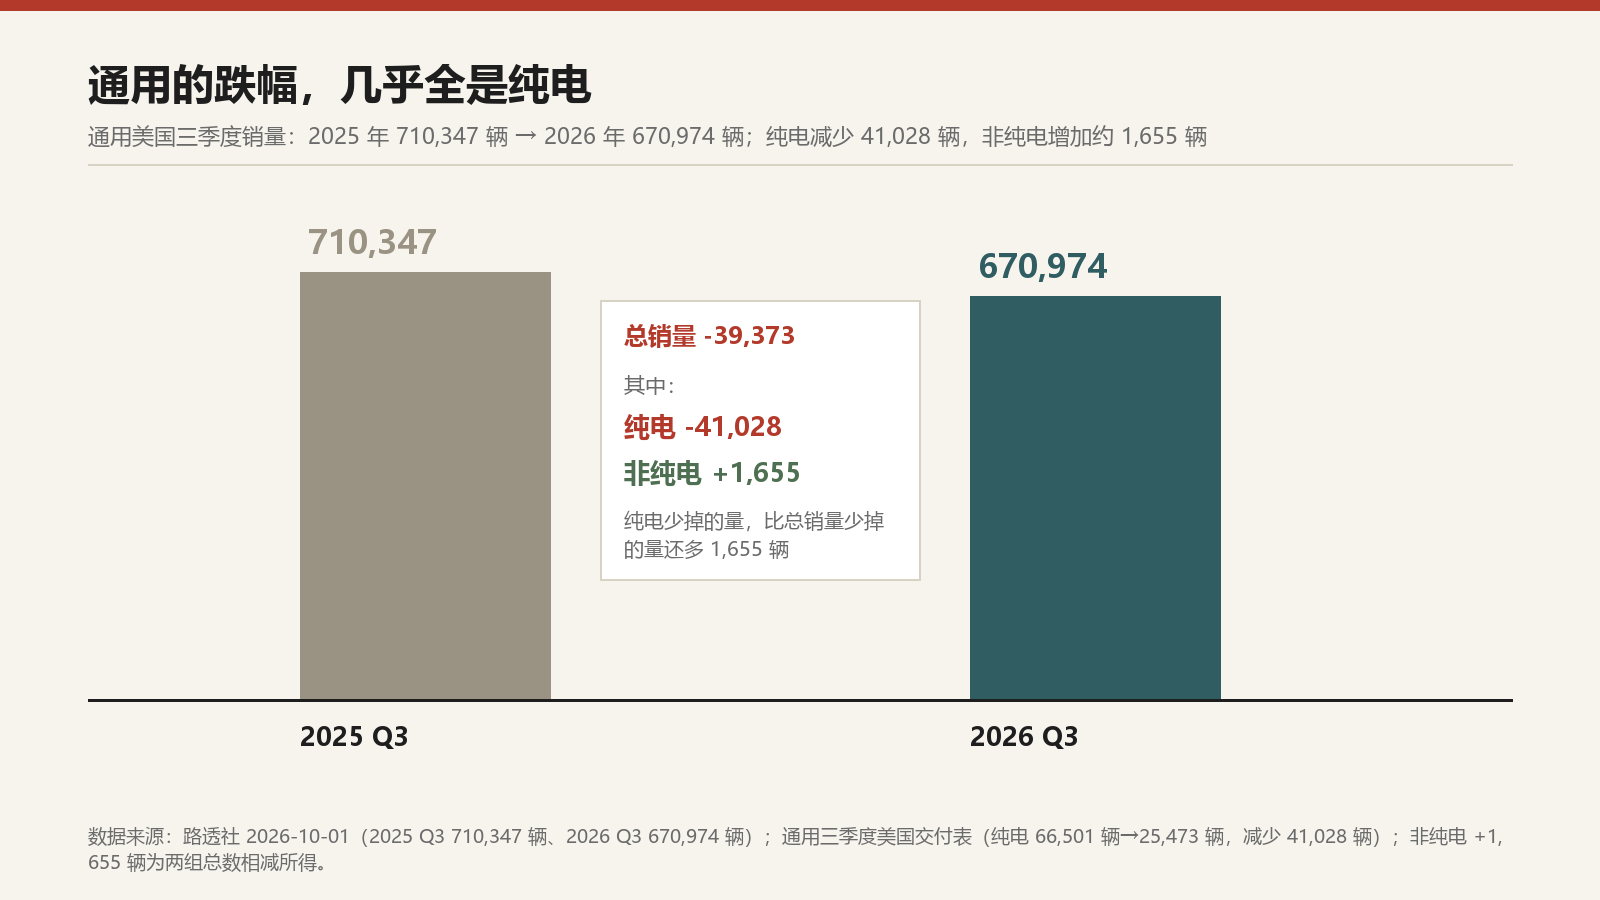 通用的跌幅，几乎全是纯电
通用美国三季度销量：2025 年 710,347 辆 → 2026 年 670,974 辆；纯电减少 41,028 辆，非纯电增加约 1,655 辆
710,347
670,974
总销量 -39,373
其中：
纯电 -41,028
非纯电 +1,655
纯电少掉的量，比总销量少掉
的量还多 1,655 辆
2025 Q3
2026 Q3
数据来源：路透社 2026-10-01（2025 Q3 710,347 辆、2026 Q3 670,974 辆）；通用三季度美国交付表（纯电 66,501 辆→25,473 辆，减少 41,028 辆）；非纯电 +1,
655 辆为两组总数相减所得。